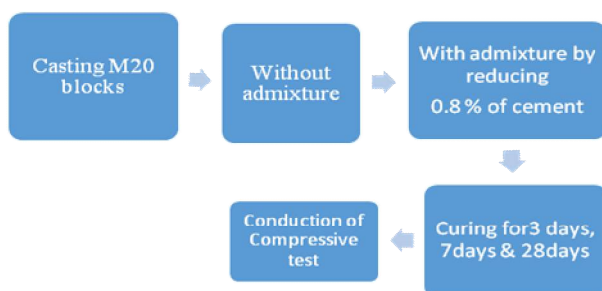 Casting M20
blocks
Without
admixture
With admixture by
reducing
0.8 % of cement
Curing for3 days,
7days & 28days
Conduction of
Compressive
test